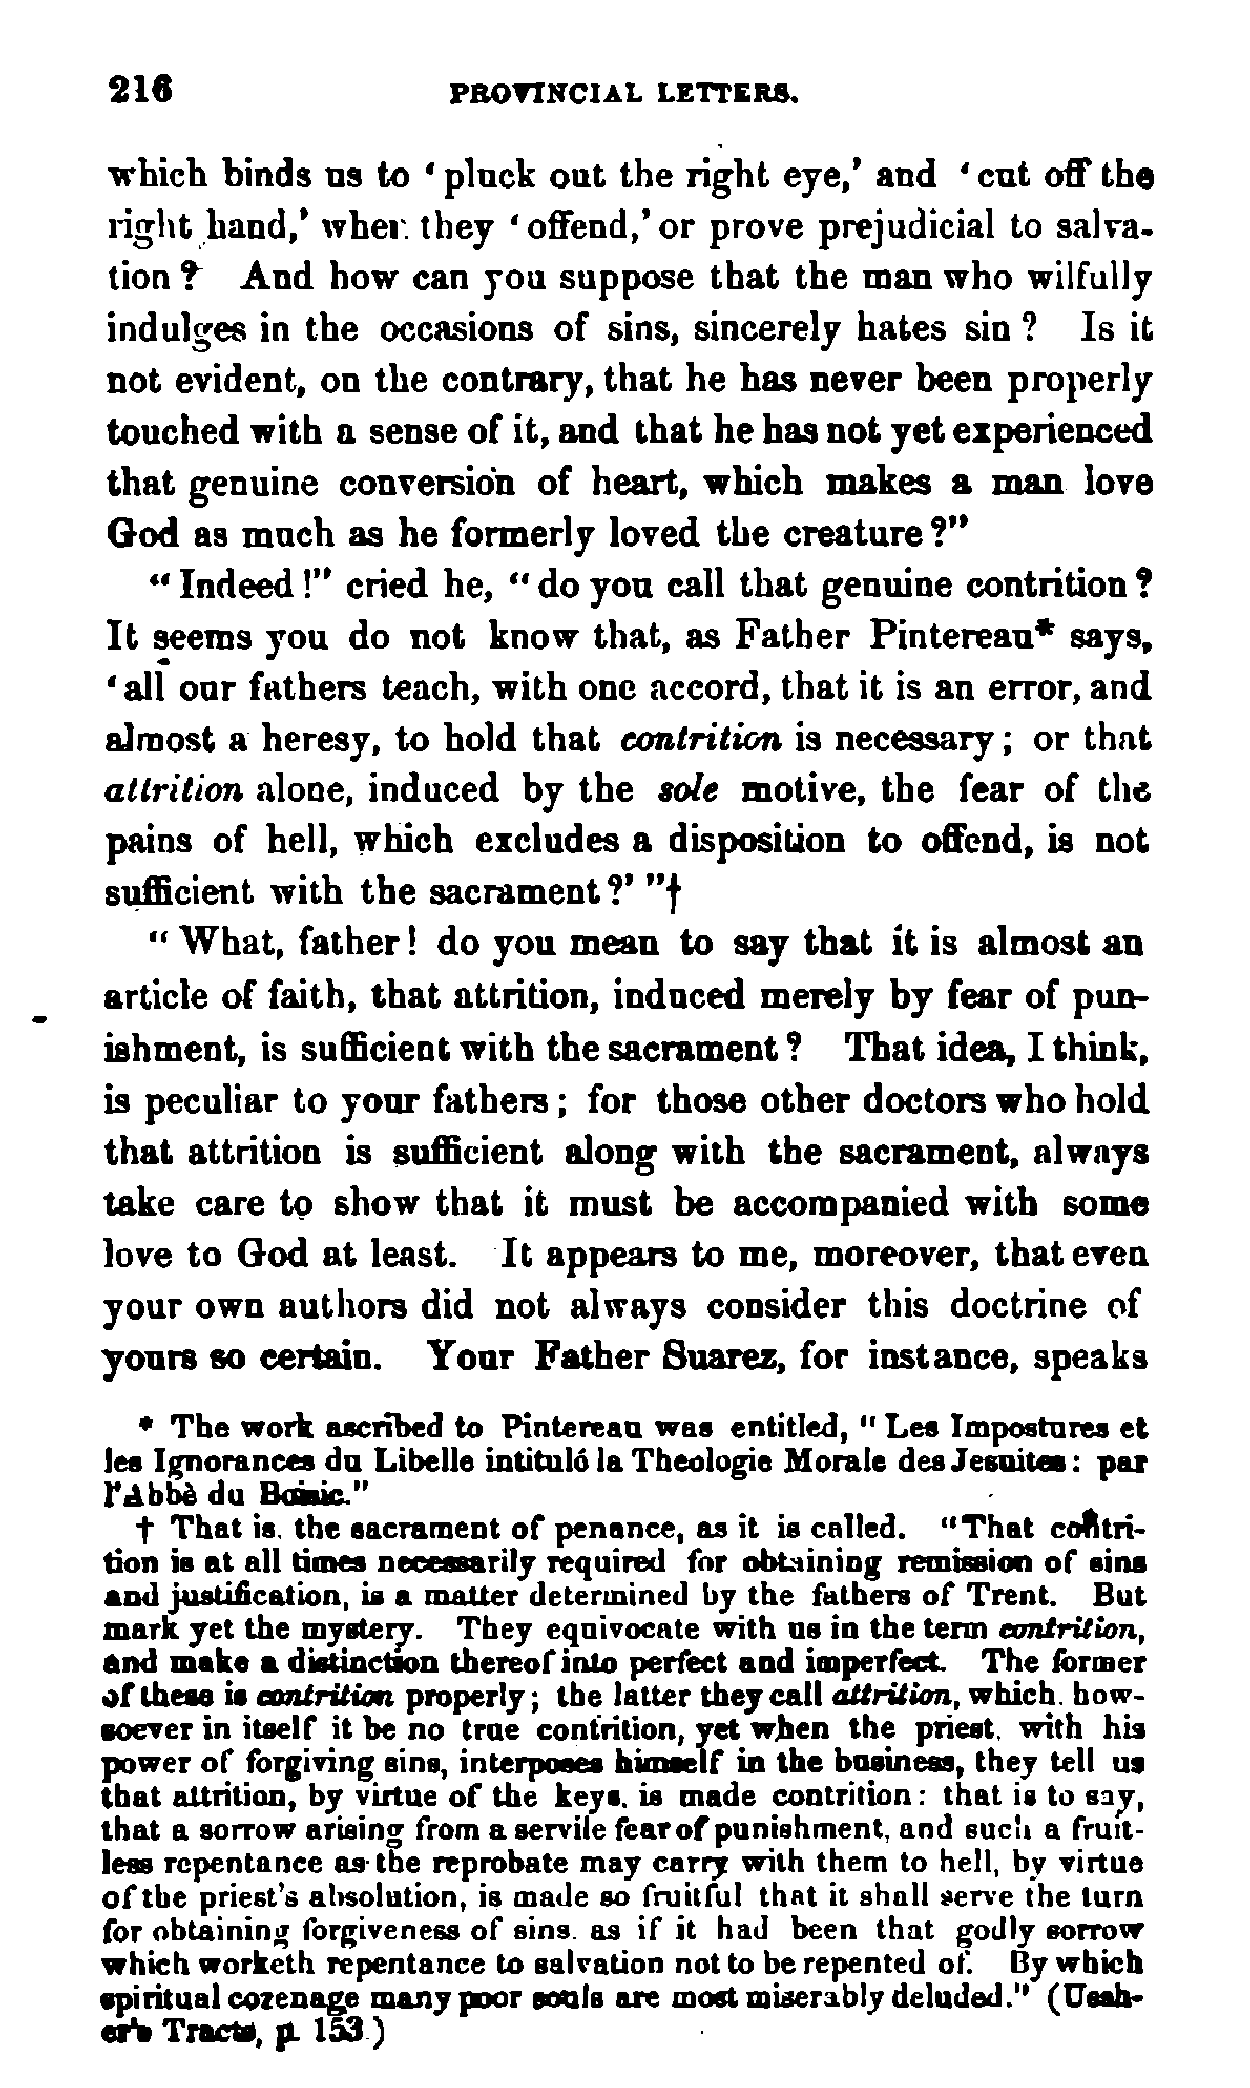 216 PROVINCIAL LETTERS.
which binds us to ‘pluck out the right eye,’ and ‘cut off the
right hand,’ when they ‘offend,’ or prove prejudicial to salva-
tion? And how can you suppose that the man who wilfully
indulges in the occasions of sins, sincerely hates sin? Is it
not evident, on the contrary, that he has never been properly
touched with a sense of it, and that he has not yet experienced
that genuine conversion of heart, which makes a man love
God as much as he formerly loved the creature?”
“Indeed!” cried he, “do you call that genuine contrition?
It seems you do not know that, as Father Pintereau* says,
‘all our fathers teach, with one accord, that it is an error, and
almost a heresy, to hold that contrition is necessary; or that
attrition alone, induced by the sole motive, the fear of the
pains of hell, which excludes a disposition to offend, is not
sufficient with the sacrament?’”†
“What, father! do you mean to say that it is almost an
article of faith, that attrition, induced merely by fear of pun-
ishment, is sufficient with the sacrament? That idea, I think,
is peculiar to your fathers; for those other doctors who hold
that attrition is sufficient along with the sacrament, always
take care to show that it must be accompanied with some
love to God at least. It appears to me, moreover, that even
your own authors did not always consider this doctrine of
yours so certain. Your Father Suarez, for instance, speaks
* The work ascribed to Pintereau was entitled, “Les Impostures et
les Ignorances du Libelle intituló la Theologie Morale des Jesuites: par
l'Abbè du Boisic.”
† That is, the sacrament of penance, as it is called. “That contri-
tion is at all times necessarily required for obtaining remission of sins
and justification, is a matter determined by the fathers of Trent. But
mark yet the mystery. They equivocate with us in the term contrition,
and make a distinction thereof into perfect and imperfect. The former
of these is contrition properly; the latter they call attrition, which, how-
soever in itself it be no true contrition, yet when the priest, with his
power of forgiving sins, interposes himself in the business, they tell us
that attrition, by virtue of the keys, is made contrition: that is to say,
that a sorrow arising from a servile fear of punishment, and such a fruit-
less repentance as the reprobate may carry with them to hell, by virtue
of the priest's absolution, is made so fruitful that it shall serve the turn
for obtaining forgiveness of sins, as if it had been that godly sorrow
which worketh repentance to salvation not to be repented of. By which
spiritual cozenage many poor souls are most miserably deluded.” (Ussh-
er's Tracts, p. 153.)